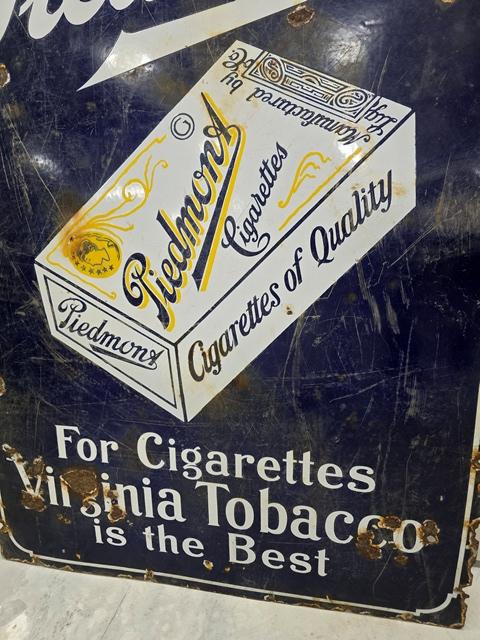 Manufactured by
Piedmont
Cigarettes
Piedmont
Cigarettes of Quality
For Cigarettes
Virginia Tobacco
is the Best